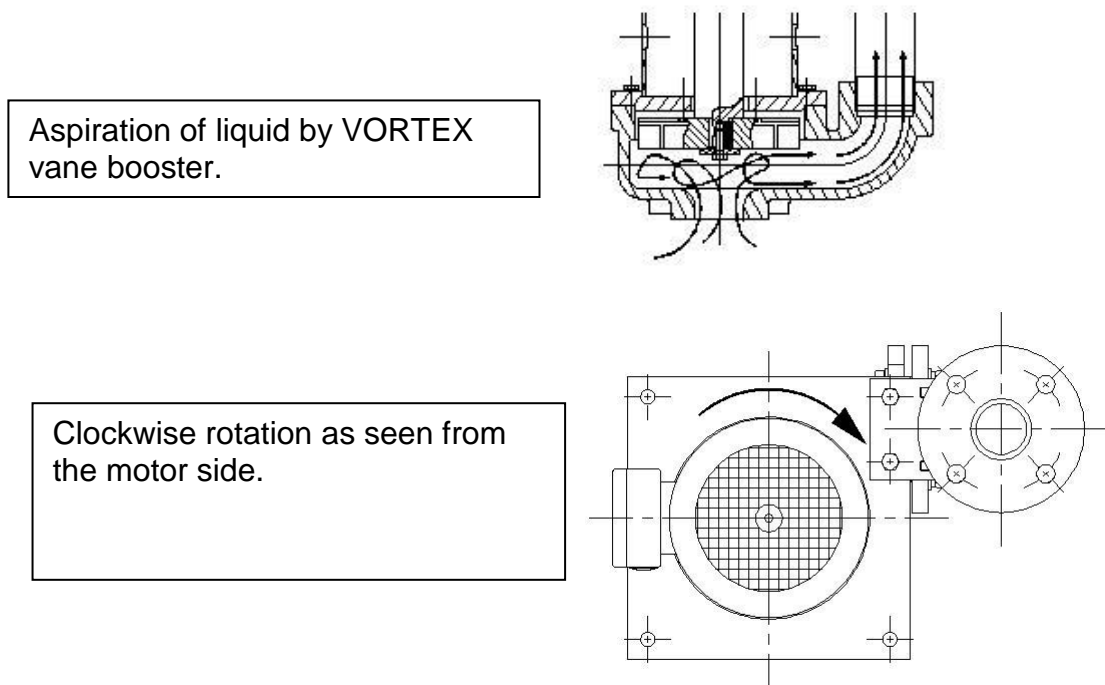 Aspiration of liquid by VORTEX
vane booster.
Clockwise rotation as seen from
the motor side.